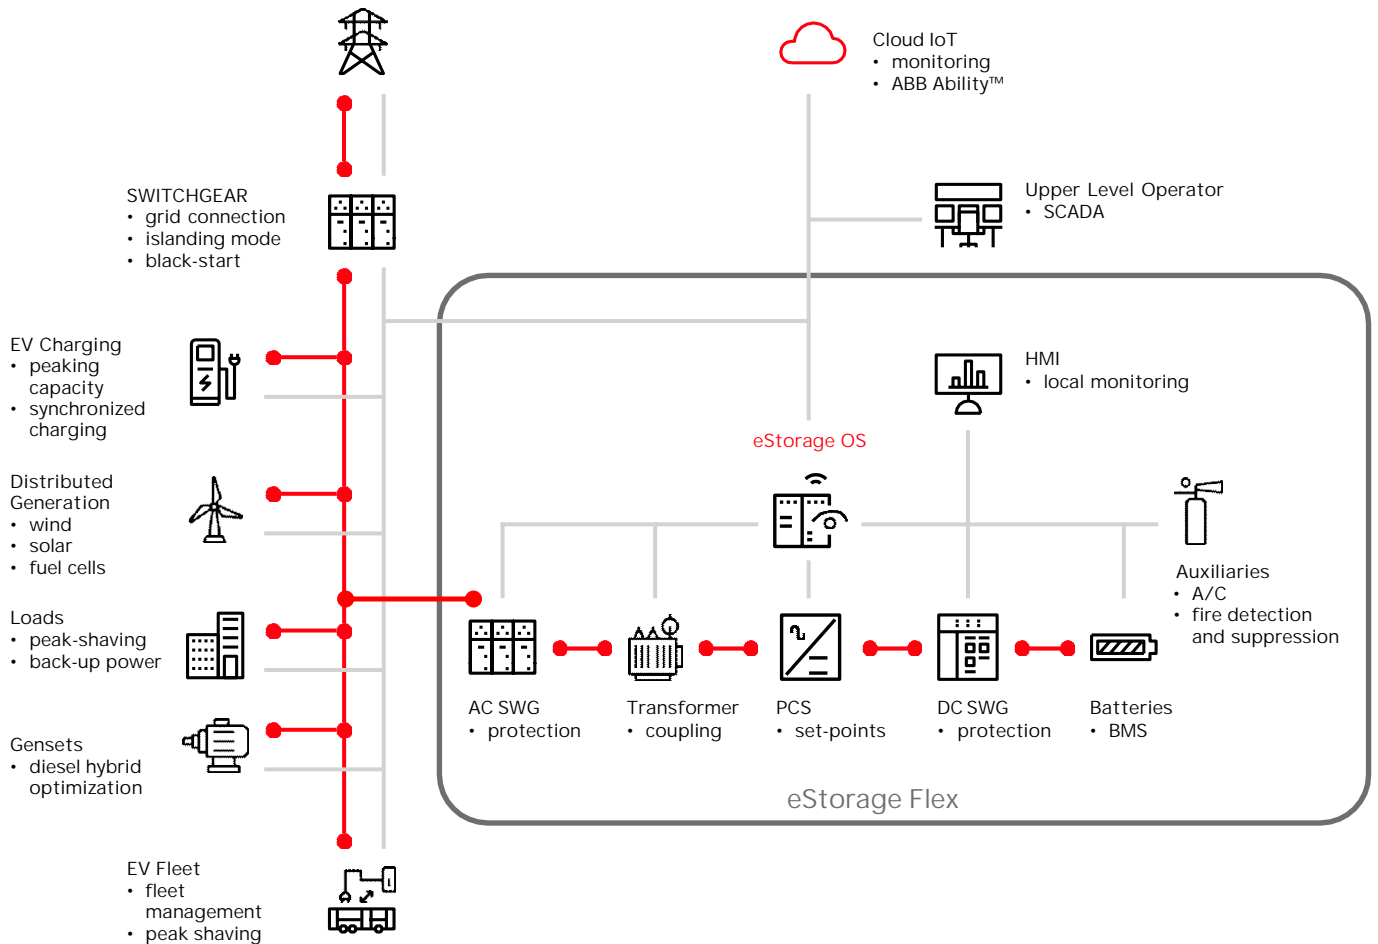 Cloud IoT
• monitoring
• ABB Ability™
SWITCHGEAR
• grid connection
• islanding mode
• black-start
Upper Level Operator
• SCADA
EV Charging
• peaking
capacity
• synchronized
charging
HMI
• local monitoring
eStorage OS
Distributed
Generation
• wind
• solar
• fuel cells
Auxiliaries
• A/C
• fire detection
and suppression
Loads
• peak-shaving
• back-up power
AC SWG
• protection
Transformer
• coupling
PCS
• set-points
DC SWG
• protection
Batteries
• BMS
Gensets
• diesel hybrid
optimization
eStorage Flex
EV Fleet
• fleet
management
• peak shaving